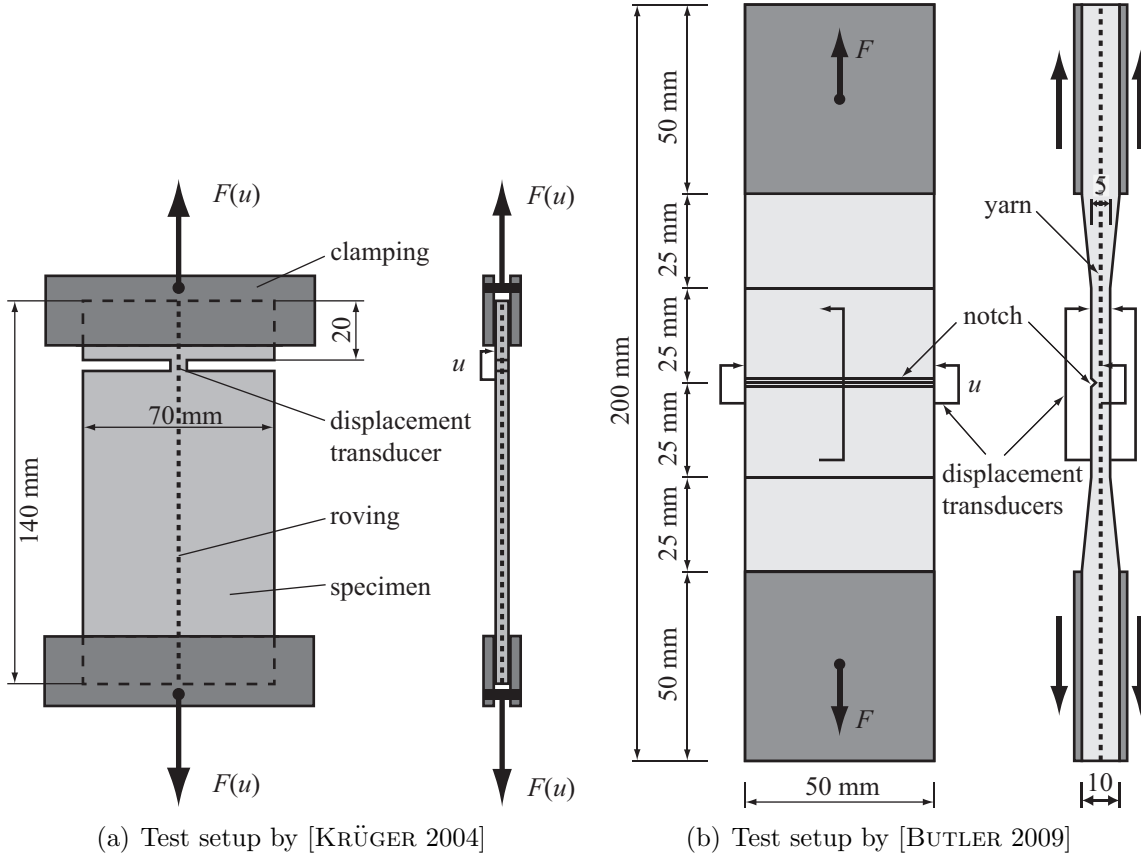 F(u)
clamping
20
u
70 mm
displacement
transducer
140 mm
roving
specimen
F(u)
F(u)
F(u)
(a) Test setup by [KRÜGER 2004]
F
50 mm
25 mm
25 mm
200 mm
25 mm
25 mm
50 mm
F
50 mm
5
yarn
notch
u
displacement
transducers
10
(b) Test setup by [BUTLER 2009]